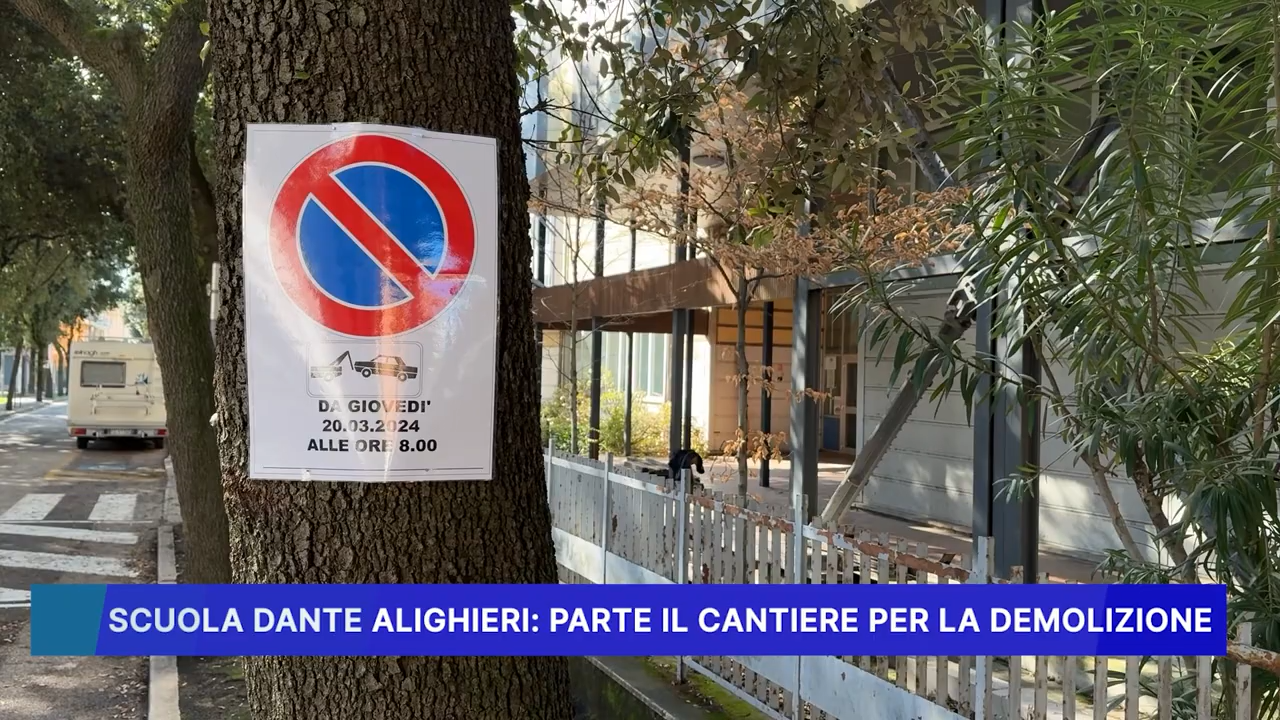 DA GIOVEDI'
20.03.2024
ALLE ORE 8.00
SCUOLA DANTE ALIGHIERI: PARTE IL CANTIERE PER LA DEMOLIZIONE